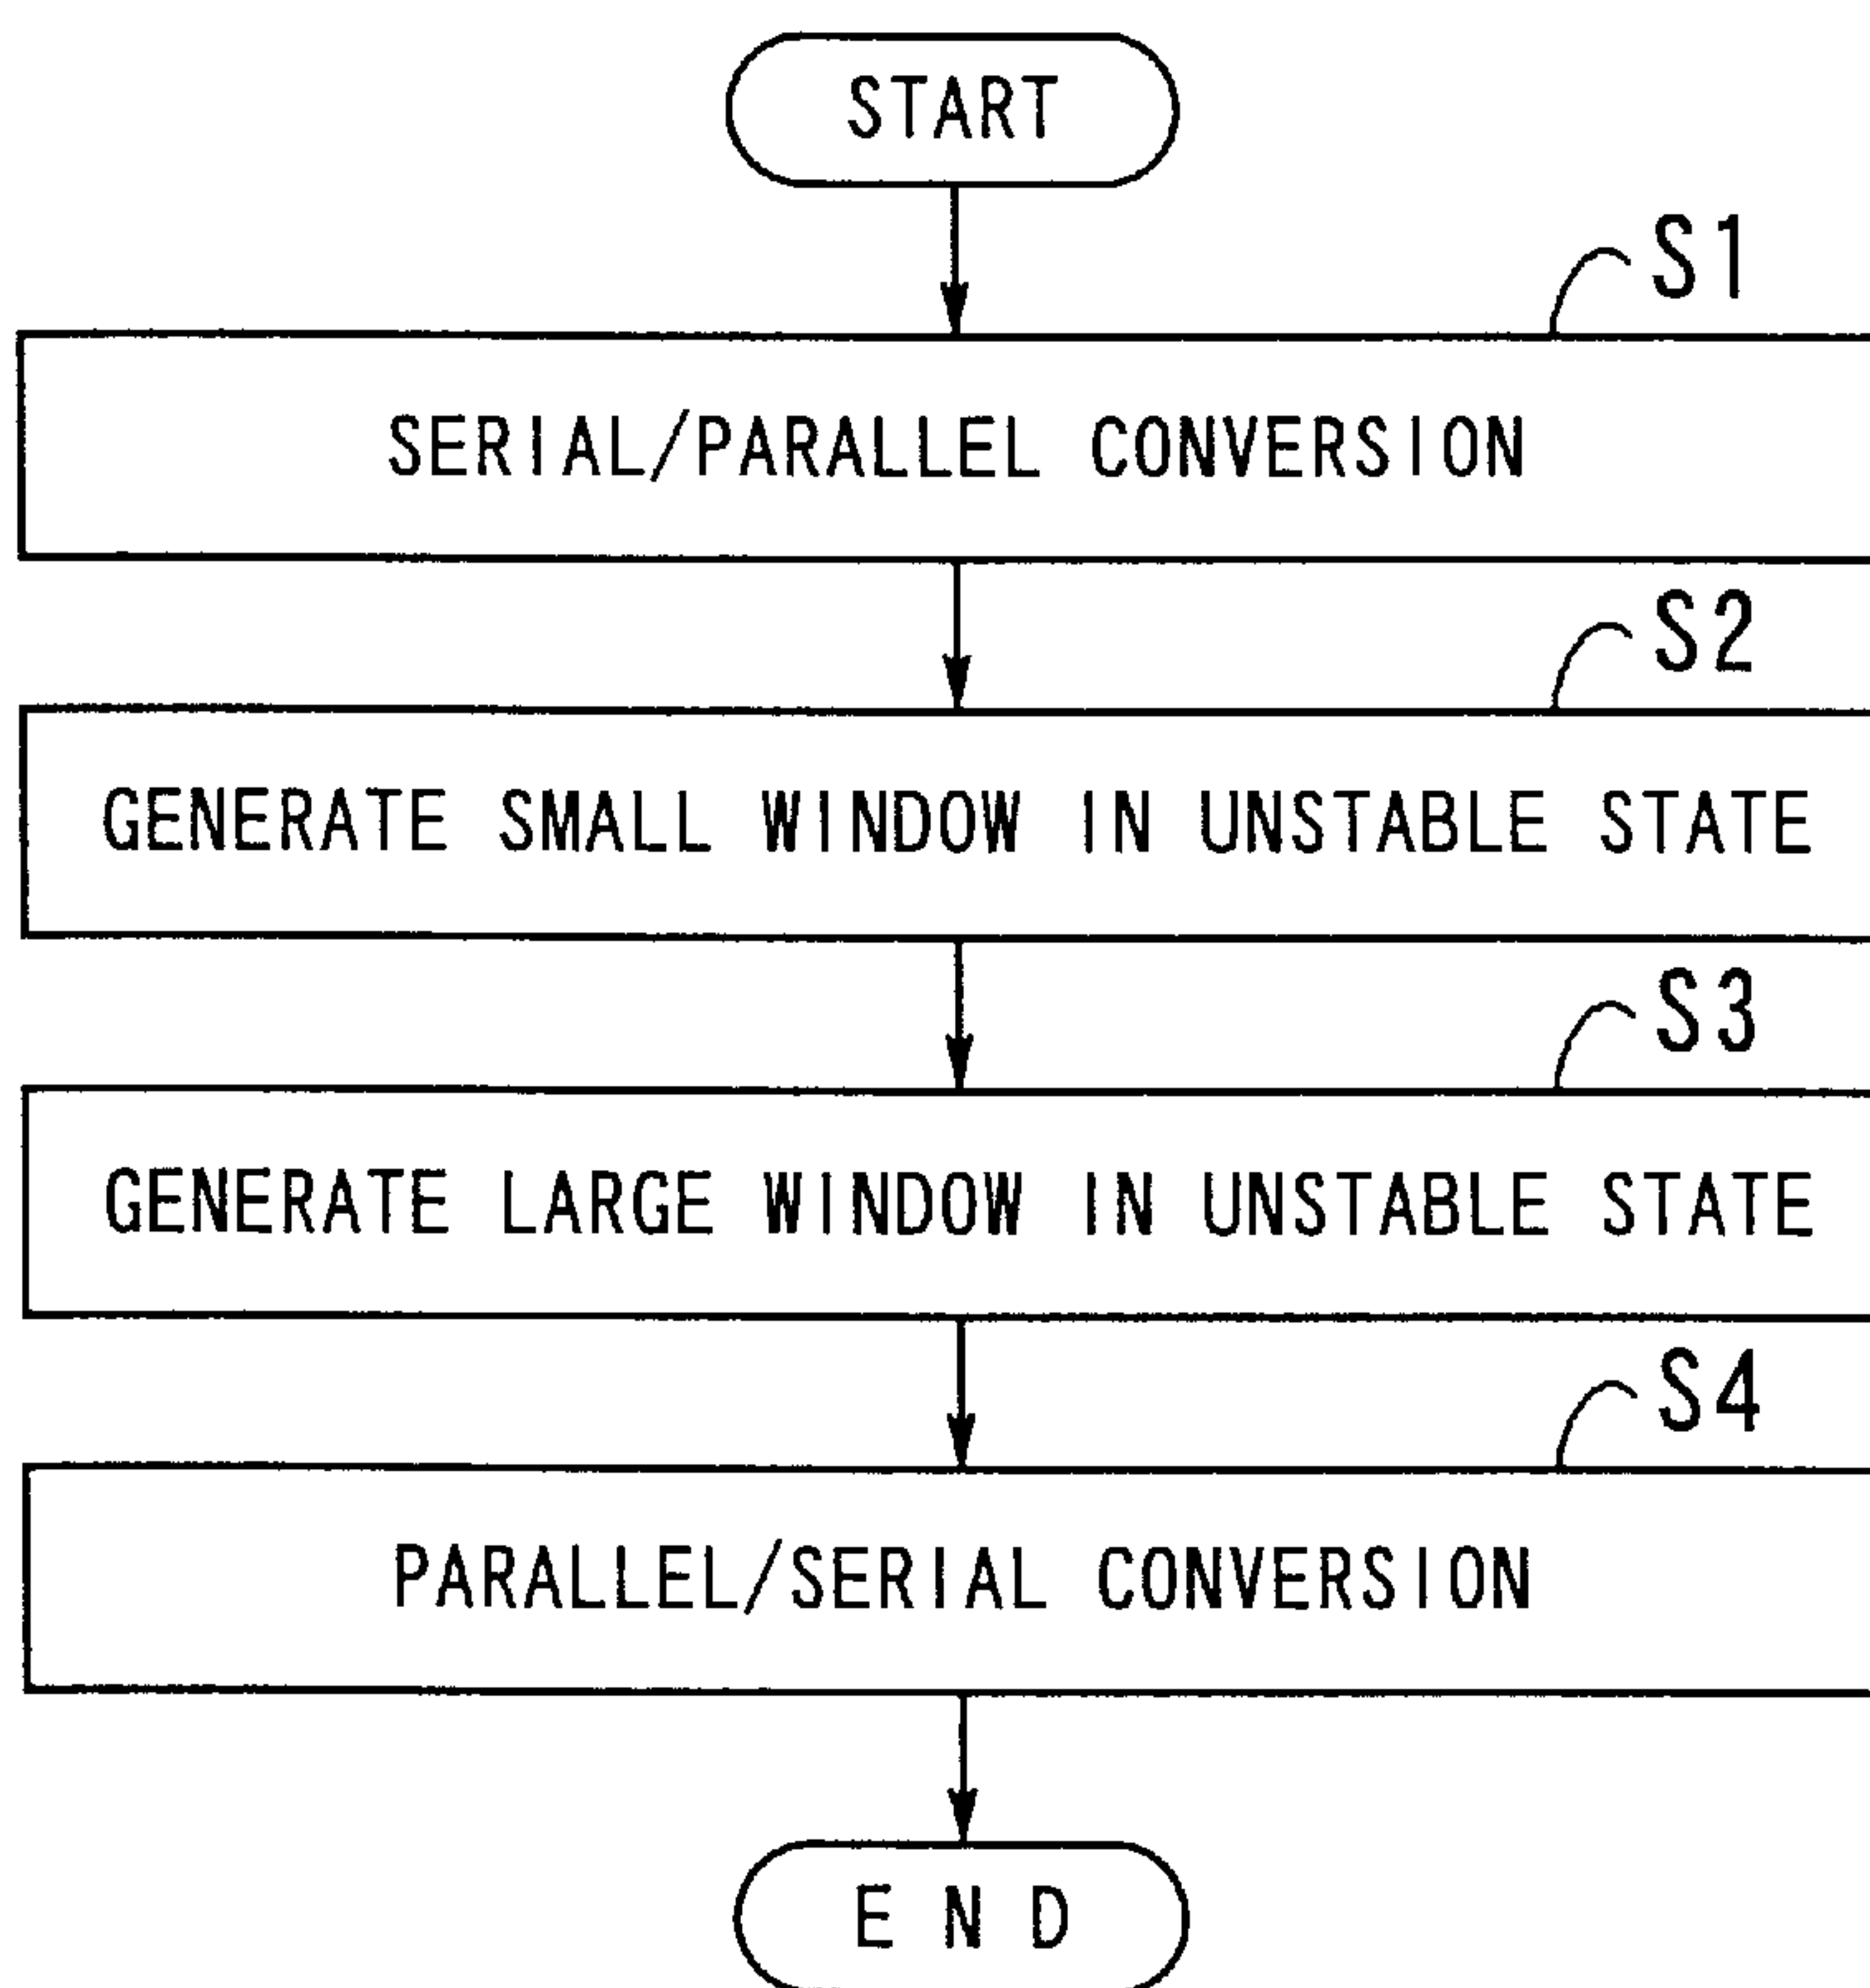 START
S1
SERIAL/PARALLEL CONVERSION
S2
GENERATE SMALL WINDOW IN UNSTABLE STATE
S3
GENERATE LARGE WINDOW IN UNSTABLE STATE
S4
PARALLEL/SERIAL CONVERSION
END